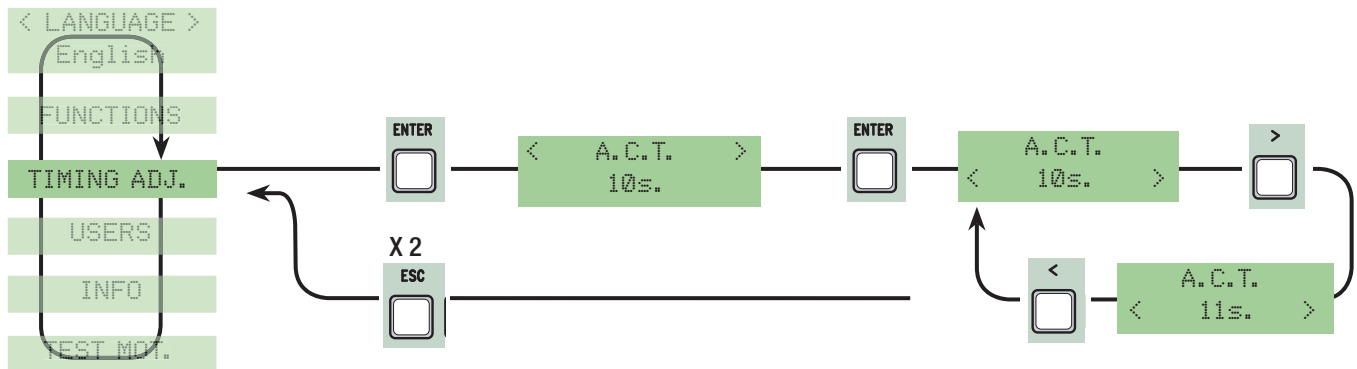 < LANGUAGE >
English
FUNCTIONS
TIMING ADJ.
USERS
INFO
TEST MOT.
ENTER
< A.C.T. >
10s.
ENTER
A.C.T.
< 10s. >
>
X 2
ESC
<
A.C.T.
< 11s. >